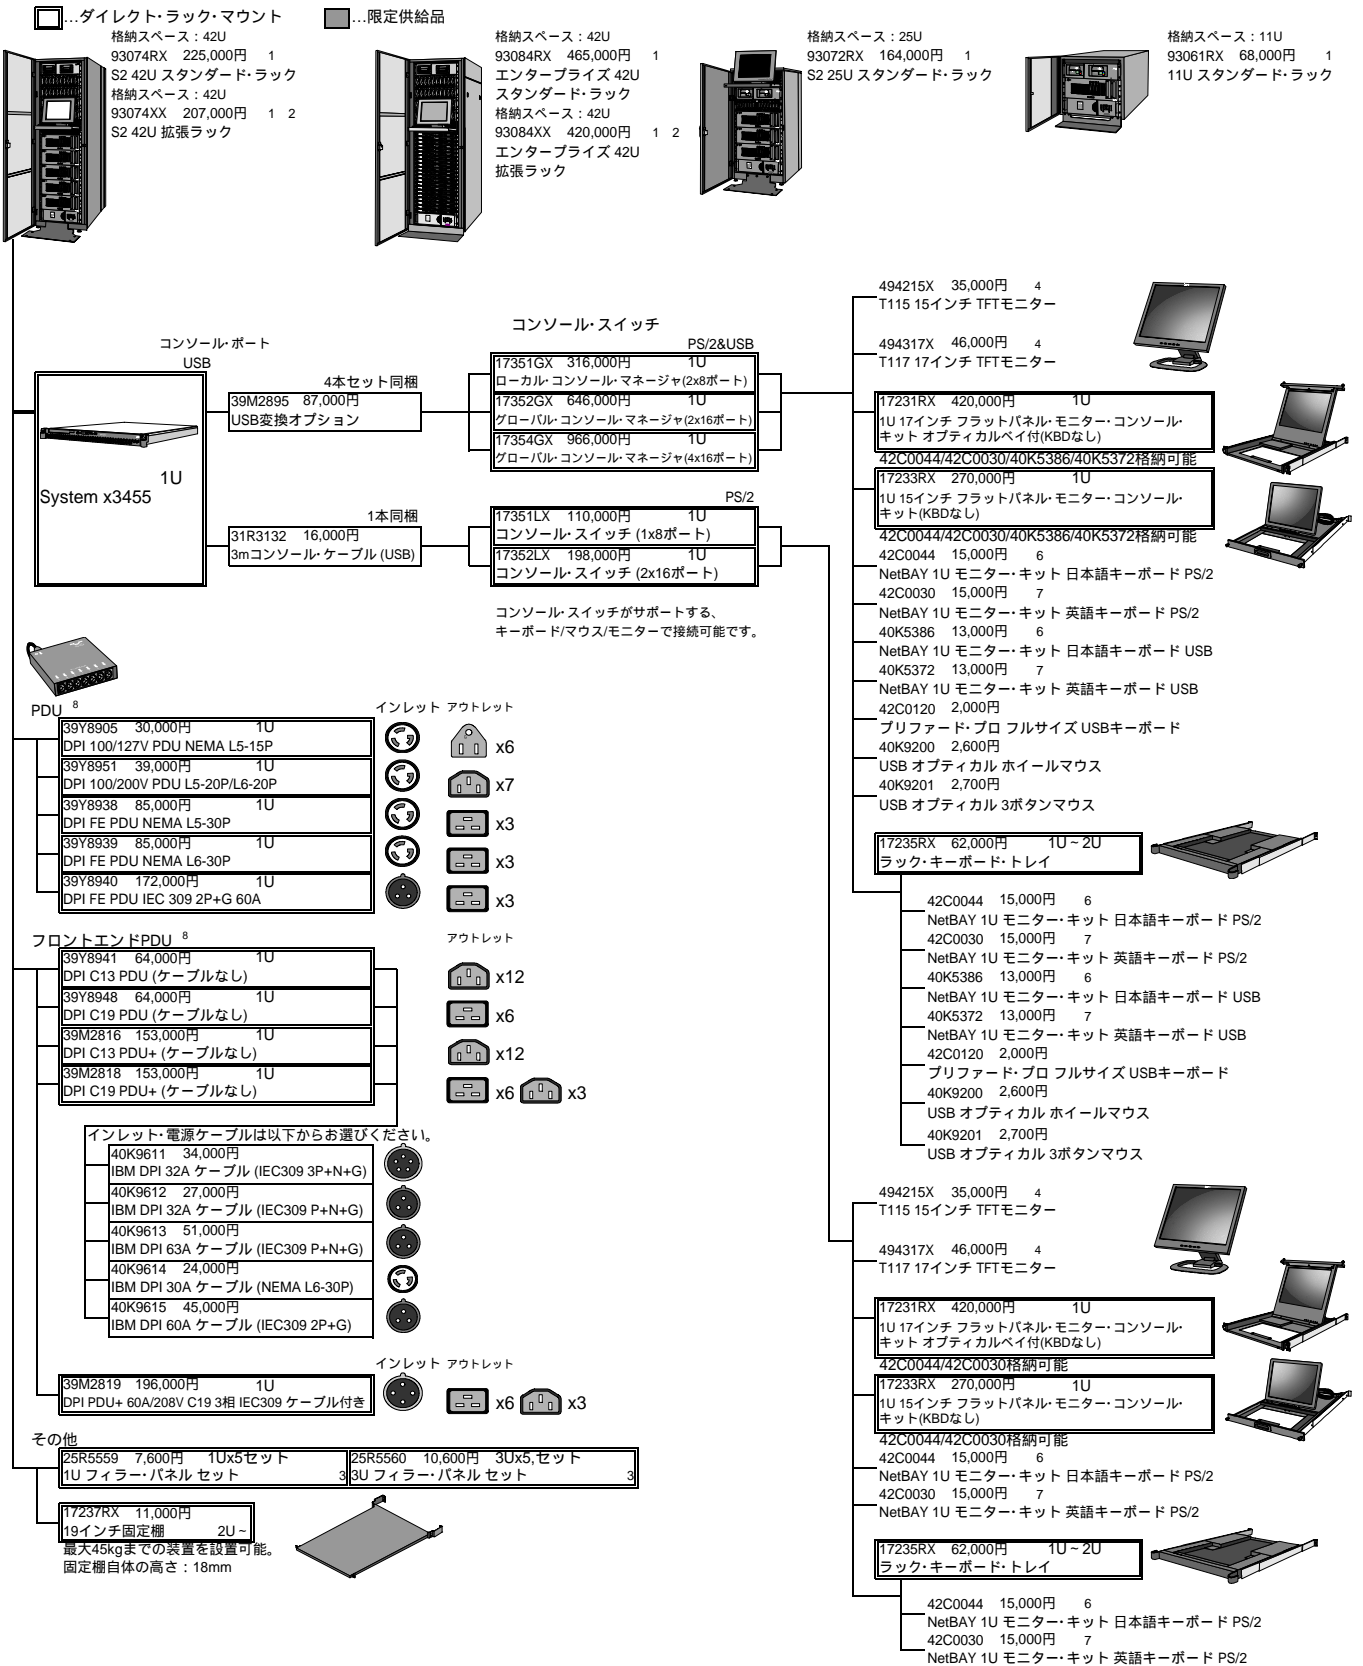 …ダイレクト・ラック・マウント
…限定供給品
格納スペース：42U
93074RX 225,000円 1
S2 42U スタンダード・ラック
格納スペース：42U
93074XX 207,000円 1 2
S2 42U 拡張ラック
格納スペース：42U
93084RX 465,000円 1
エンタープライズ 42U
スタンダード・ラック
格納スペース：42U
93084XX 420,000円 1 2
エンタープライズ 42U
拡張ラック
格納スペース：25U
93072RX 164,000円 1
S2 25U スタンダード・ラック
格納スペース：11U
93061RX 68,000円 1
11U スタンダード・ラック
コンソール・ポート
USB
1U
System x3455
4本セット同梱
39M2895 87,000円
USB変換オプション
1本同梱
31R3132 16,000円
3mコンソール・ケーブル (USB)
コンソール・スイッチ
PS/2&USB
17351GX 316,000円 1U
ローカル・コンソール・マネージャ(2x8ポート)
17352GX 646,000円 1U
グローバル・コンソール・マネージャ(2x16ポート)
17354GX 966,000円 1U
グローバル・コンソール・マネージャ(4x16ポート)
PS/2
17351LX 110,000円 1U
コンソール・スイッチ (1x8ポート)
17352LX 198,000円 1U
コンソール・スイッチ (2x16ポート)
コンソール・スイッチがサポートする、
キーボード/マウス/モニターで接続可能です。
494215X 35,000円 4
T115 15インチ TFTモニター
494317X 46,000円 4
T117 17インチ TFTモニター
17231RX 420,000円 1U
1U 17インチ フラットパネル・モニター・コンソール・
キット オプティカルベイ付(KBDなし)
42C0044/42C0030/40K5386/40K5372格納可能
17233RX 270,000円 1U
1U 15インチ フラットパネル・モニター・コンソール・
キット(KBDなし)
42C0044/42C0030/40K5386/40K5372格納可能
42C0044 15,000円 6
NetBAY 1U モニター・キット 日本語キーボード PS/2
42C0030 15,000円 7
NetBAY 1U モニター・キット 英語キーボード PS/2
40K5386 13,000円 6
NetBAY 1U モニター・キット 日本語キーボード USB
40K5372 13,000円 7
NetBAY 1U モニター・キット 英語キーボード USB
42C0120 2,000円
プリファード・プロ フルサイズ USBキーボード
40K9200 2,600円
USB オプティカル ホイールマウス
40K9201 2,700円
USB オプティカル 3ボタンマウス
17235RX 62,000円 1U～2U
ラック・キーボード・トレイ
42C0044 15,000円 6
NetBAY 1U モニター・キット 日本語キーボード PS/2
42C0030 15,000円 7
NetBAY 1U モニター・キット 英語キーボード PS/2
40K5386 13,000円 6
NetBAY 1U モニター・キット 日本語キーボード USB
40K5372 13,000円 7
NetBAY 1U モニター・キット 英語キーボード USB
42C0120 2,000円
プリファード・プロ フルサイズ USBキーボード
40K9200 2,600円
USB オプティカル ホイールマウス
40K9201 2,700円
USB オプティカル 3ボタンマウス
494215X 35,000円 4
T115 15インチ TFTモニター
494317X 46,000円 4
T117 17インチ TFTモニター
17231RX 420,000円 1U
1U 17インチ フラットパネル・モニター・コンソール・
キット オプティカルベイ付(KBDなし)
42C0044/42C0030格納可能
17233RX 270,000円 1U
1U 15インチ フラットパネル・モニター・コンソール・
キット(KBDなし)
42C0044/42C0030格納可能
42C0044 15,000円 6
NetBAY 1U モニター・キット 日本語キーボード PS/2
42C0030 15,000円 7
NetBAY 1U モニター・キット 英語キーボード PS/2
17235RX 62,000円 1U～2U
ラック・キーボード・トレイ
42C0044 15,000円 6
NetBAY 1U モニター・キット 日本語キーボード PS/2
42C0030 15,000円 7
NetBAY 1U モニター・キット 英語キーボード PS/2
PDU 8
インレット アウトレット
39Y8905 30,000円 1U
DPI 100/127V PDU NEMA L5-15P
x6
39Y8951 39,000円 1U
DPI 100/200V PDU L5-20P/L6-20P
x7
39Y8938 85,000円 1U
DPI FE PDU NEMA L5-30P
x3
39Y8939 85,000円 1U
DPI FE PDU NEMA L6-30P
x3
39Y8940 172,000円 1U
DPI FE PDU IEC 309 2P+G 60A
x3
フロントエンドPDU 8
アウトレット
39Y8941 64,000円 1U
DPI C13 PDU (ケーブルなし)
x12
39Y8948 64,000円 1U
DPI C19 PDU (ケーブルなし)
x6
39M2816 153,000円 1U
DPI C13 PDU+ (ケーブルなし)
x12
39M2818 153,000円 1U
DPI C19 PDU+ (ケーブルなし)
x6 x3
インレット・電源ケーブルは以下からお選びください。
40K9611 34,000円
IBM DPI 32A ケーブル (IEC309 3P+N+G)
40K9612 27,000円
IBM DPI 32A ケーブル (IEC309 P+N+G)
40K9613 51,000円
IBM DPI 63A ケーブル (IEC309 P+N+G)
40K9614 24,000円
IBM DPI 30A ケーブル (NEMA L6-30P)
40K9615 45,000円
IBM DPI 60A ケーブル (IEC309 2P+G)
インレット アウトレット
39M2819 196,000円 1U
DPI PDU+ 60A/208V C19 3相 IEC309 ケーブル付き
x6 x3
その他
25R5559 7,600円 1Ux5セット
1U フィラー・パネル セット 3
25R5560 10,600円 3Ux5,セット
3U フィラー・パネル セット 3
17237RX 11,000円
19インチ固定棚 2U～
最大45kgまでの装置を設置可能。
固定棚自体の高さ：18mm